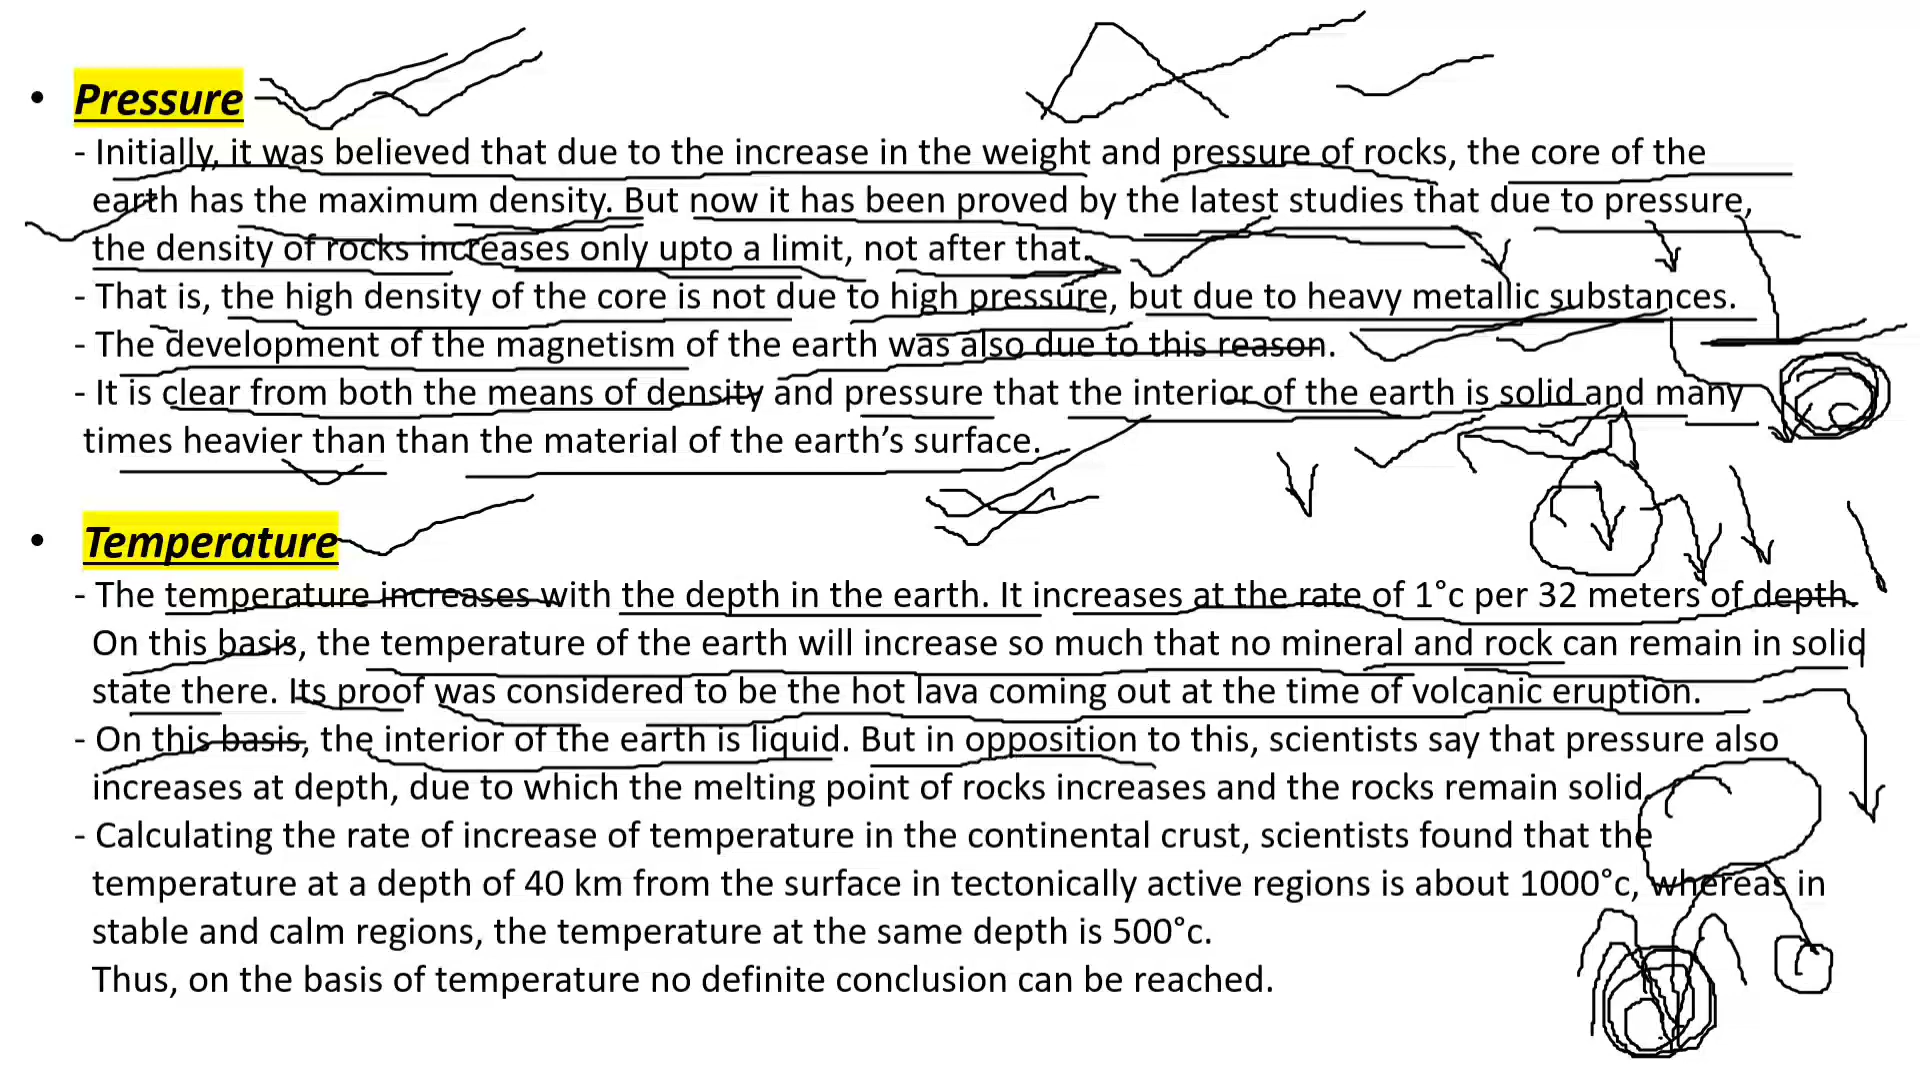 • Pressure
- Initially, it was believed that due to the increase in the weight and pressure of rocks, the core of the
earth has the maximum density. But now it has been proved by the latest studies that due to pressure,
the density of rocks increases only upto a limit, not after that.
- That is, the high density of the core is not due to high pressure, but due to heavy metallic substances.
- The development of the magnetism of the earth was also due to this reason.
- It is clear from both the means of density and pressure that the interior of the earth is solid and many
times heavier than than the material of the earth’s surface.
• Temperature
- The temperature increases with the depth in the earth. It increases at the rate of 1°c per 32 meters of depth.
On this basis, the temperature of the earth will increase so much that no mineral and rock can remain in solid
state there. Its proof was considered to be the hot lava coming out at the time of volcanic eruption.
- On this basis, the interior of the earth is liquid. But in opposition to this, scientists say that pressure also
increases at depth, due to which the melting point of rocks increases and the rocks remain solid.
- Calculating the rate of increase of temperature in the continental crust, scientists found that the
temperature at a depth of 40 km from the surface in tectonically active regions is about 1000°c, whereas in
stable and calm regions, the temperature at the same depth is 500°c.
Thus, on the basis of temperature no definite conclusion can be reached.